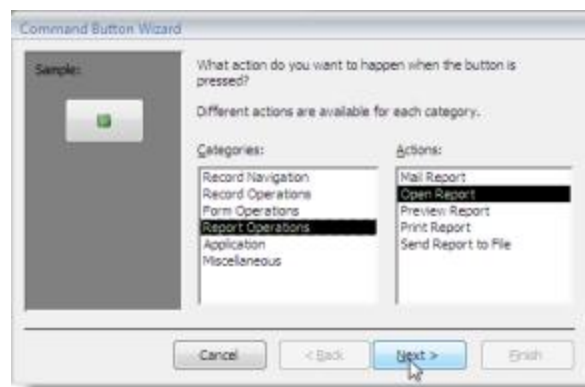 Command Button Wizard
Sample:
What action do you want to happen when the button is
pressed?
Different actions are available for each category.
Categories:
Actions:
Record Navigation
Record Operations
Form Operations
Report Operations
Application
Miscellaneous
Mail Report
Open Report
Preview Report
Print Report
Send Report to File
Cancel
< Back
Next >
Finish